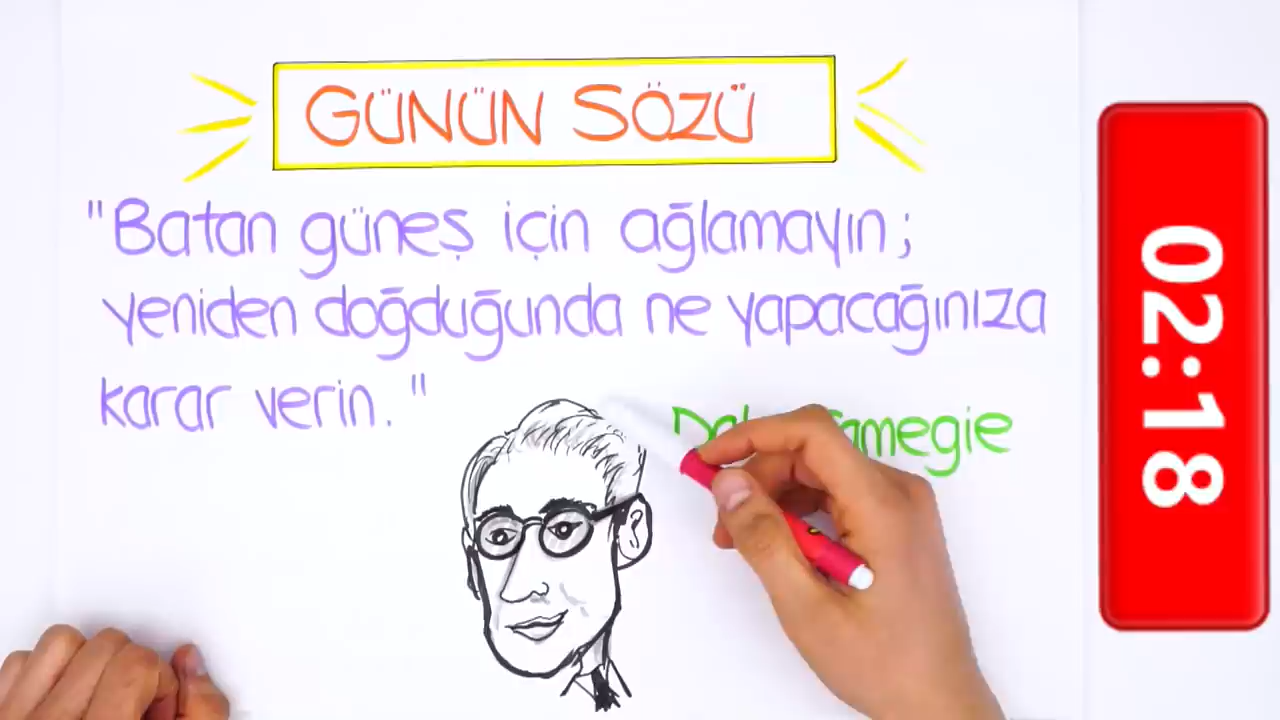 GÜNÜN SÖZÜ
"Batan güneş için ağlamayın;
yeniden doğduğunda ne yapacağınıza
karar verin."
02:18